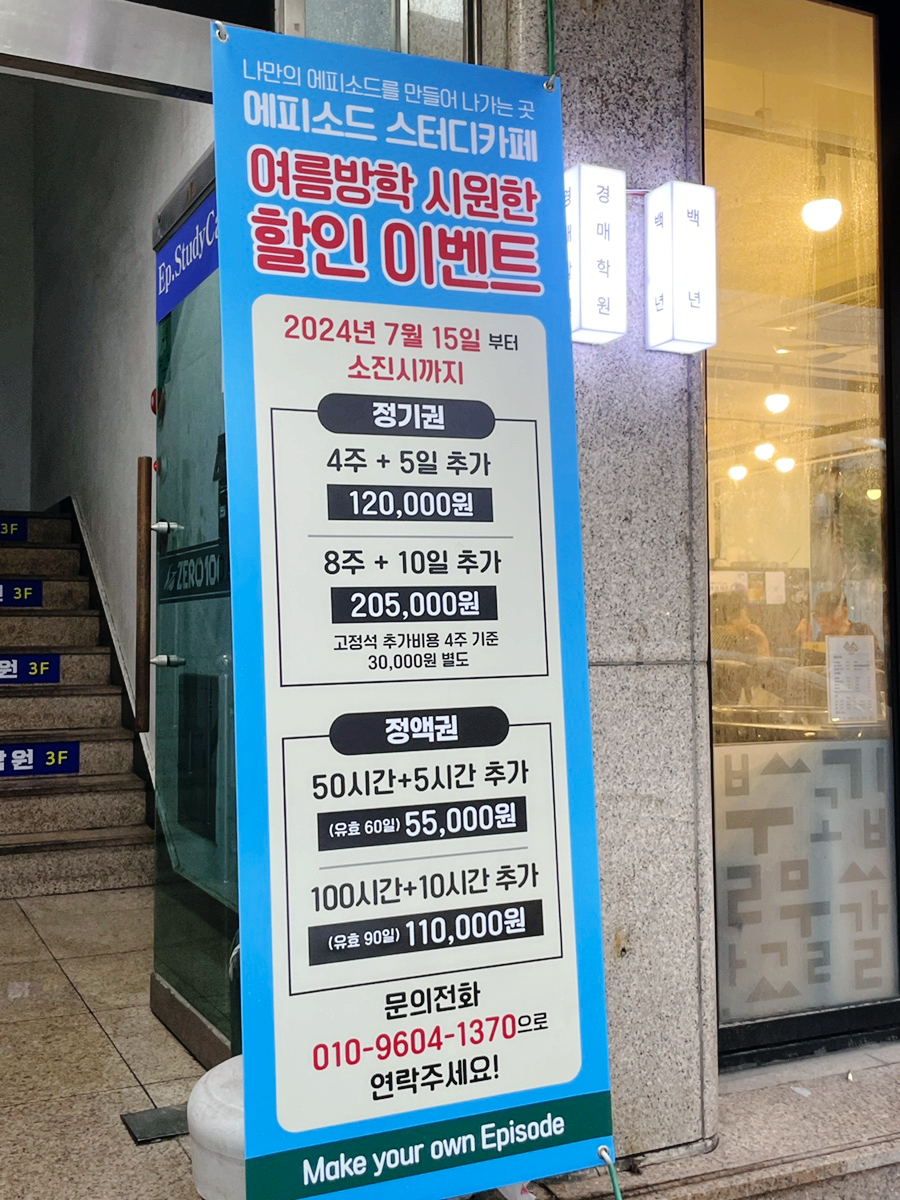 나만의 에피소드를 만들어 나가는 곳
에피소드 스터디카페
여름방학 시원한
할인 이벤트
2024년 7월 15일 부터
소진시까지
정기권
4주 + 5일 추가
120,000원
8주 + 10일 추가
205,000원
고정석 추가비용 4주 기준
30,000원 별도
정액권
50시간+5시간 추가
(유효 60일) 55,000원
100시간+10시간 추가
(유효 90일) 110,000원
문의전화
010-9604-1370으로
연락주세요!
Make your own Episode
Ep.StudyCa
ZERO10
경매학원
백년
백년
3F
3F
원 3F
원 3F